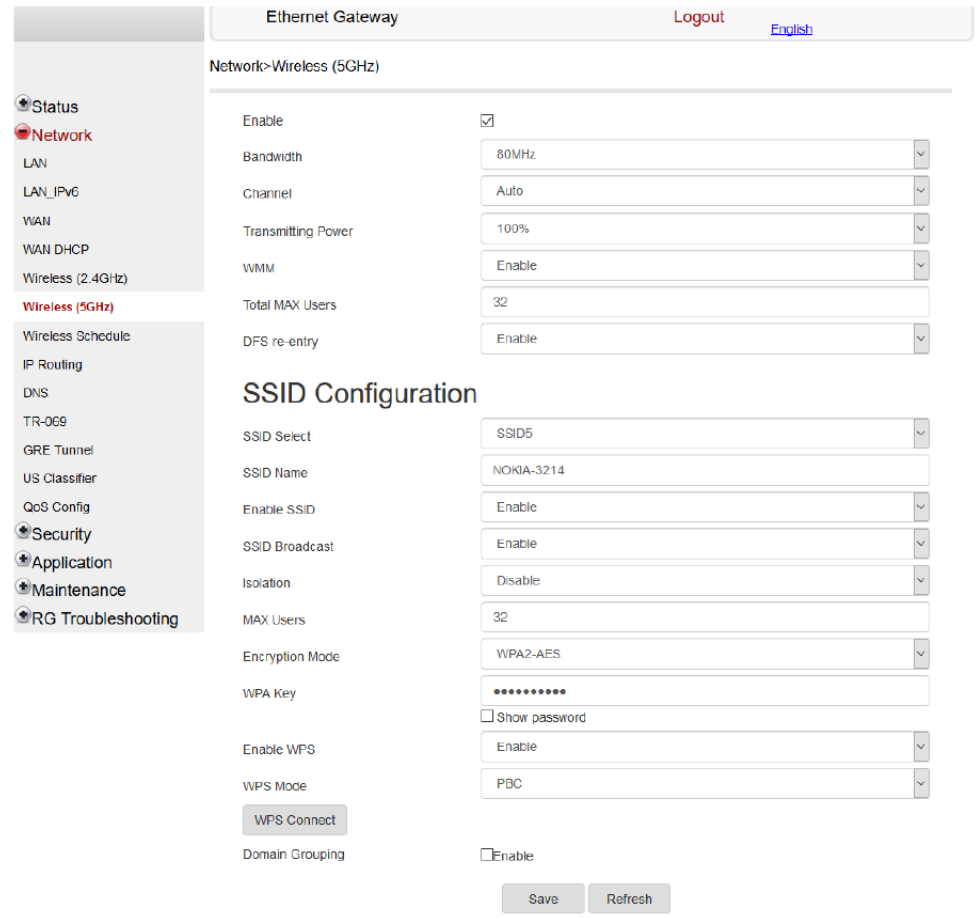 Ethernet Gateway
Logout
English
Network>Wireless (5GHz)
Status
Network
LAN
LAN_IPv6
WAN
WAN DHCP
Wireless (2.4GHz)
Wireless (5GHz)
Wireless Schedule
IP Routing
DNS
TR-069
GRE Tunnel
US Classifier
QoS Config
Security
Application
Maintenance
RG Troubleshooting
Enable
Bandwidth 80MHz
Channel Auto
Transmitting Power 100%
WMM Enable
Total MAX Users 32
DFS re-entry Enable
SSID Configuration
SSID Select SSID5
SSID Name NOKIA-3214
Enable SSID Enable
SSID Broadcast Enable
Isolation Disable
MAX Users 32
Encryption Mode WPA2-AES
WPA Key ••••••••••
Show password
Enable WPS Enable
WPS Mode PBC
WPS Connect
Domain Grouping Enable
Save Refresh